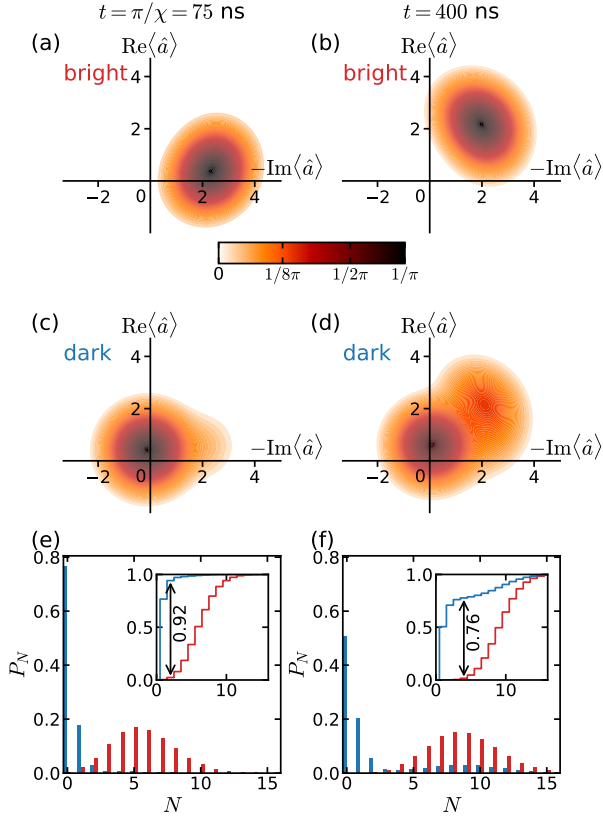 t = π/χ = 75 ns
t = 400 ns
(a)
Re⟨â⟩
bright
4
2
−Im⟨â⟩
−2
0
2
4
(b)
Re⟨â⟩
bright
4
2
−Im⟨â⟩
−2
0
2
4
0
1/8π
1/2π
1/π
(c)
Re⟨â⟩
dark
4
2
−Im⟨â⟩
−2
0
2
4
(d)
Re⟨â⟩
dark
4
2
−Im⟨â⟩
−2
0
2
4
(e)
P_N
0.8
0.6
0.4
0.2
0.0
0
5
10
15
N
1.0
0.5
0.0
0
10
0.92
(f)
0.8
0.6
0.4
0.2
0.0
0
5
10
15
N
1.0
0.5
0.0
0
10
0.76